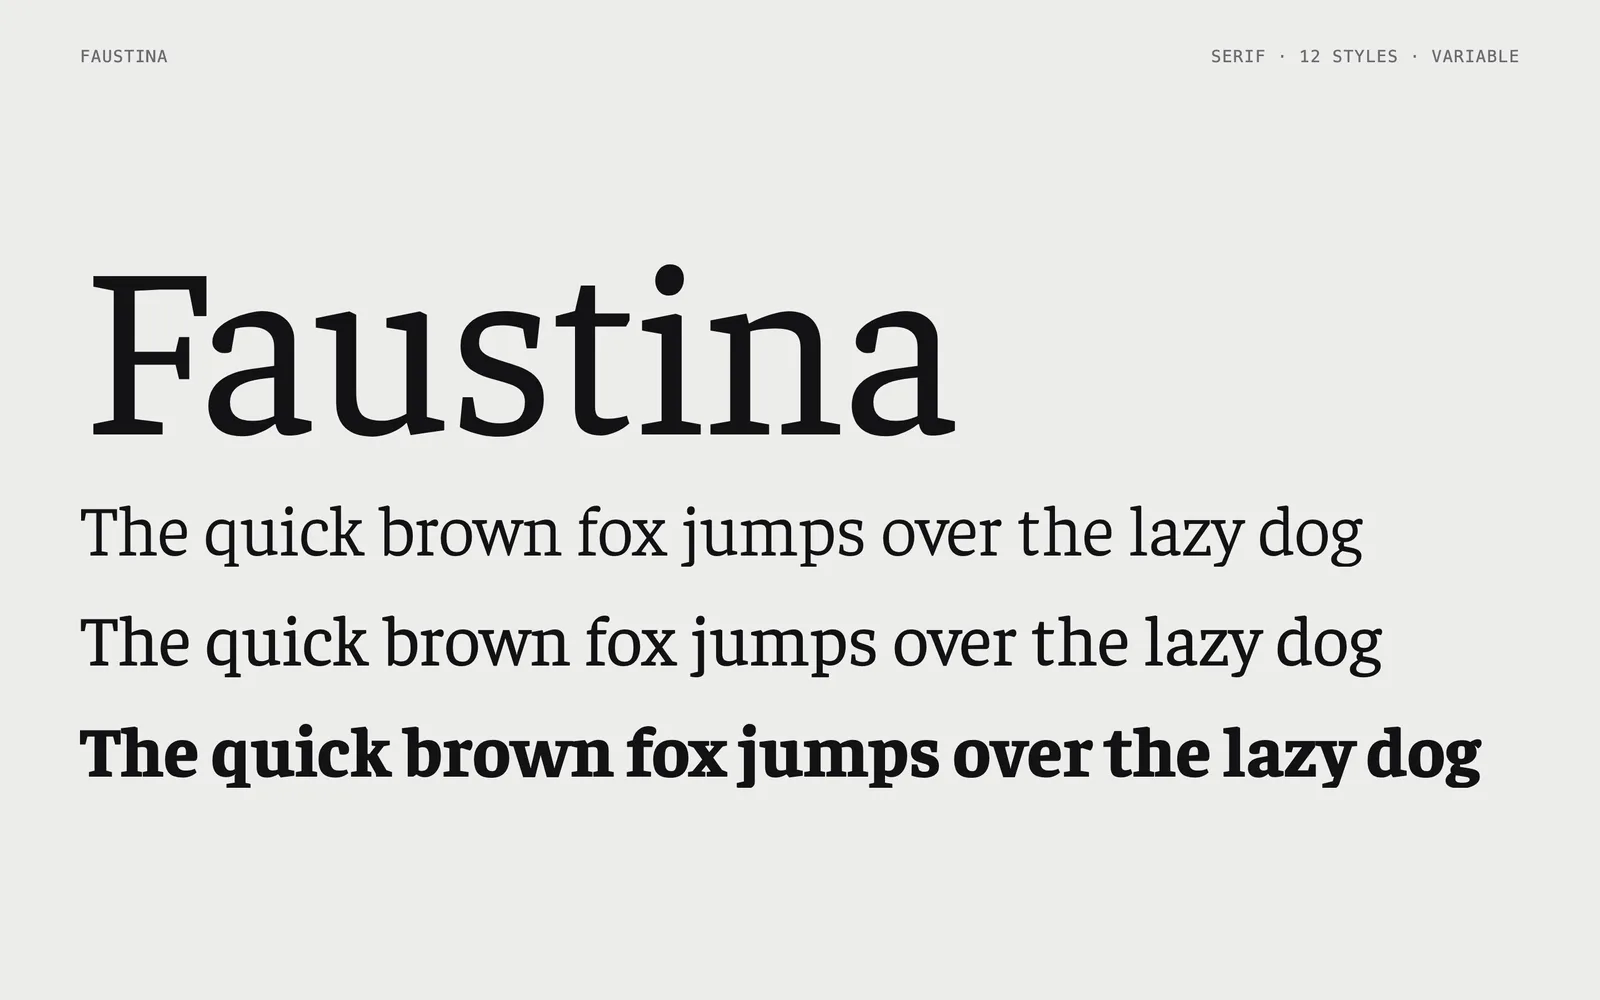 FAUSTINA
SERIF · 12 STYLES · VARIABLE
Faustina
The quick brown fox jumps over the lazy dog
The quick brown fox jumps over the lazy dog
The quick brown fox jumps over the lazy dog